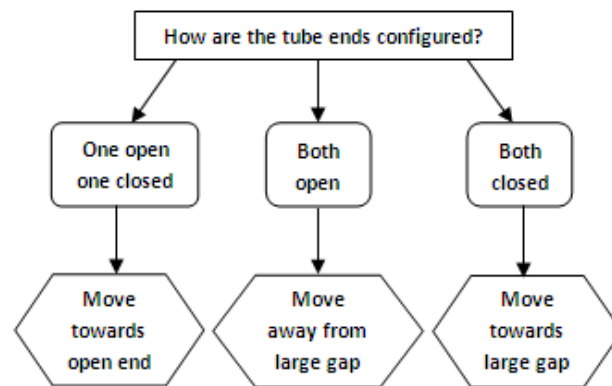 How are the tube ends configured?
One open
one closed
Both
open
Both
closed
Move
towards
open end
Move
away from
large gap
Move
towards
large gap